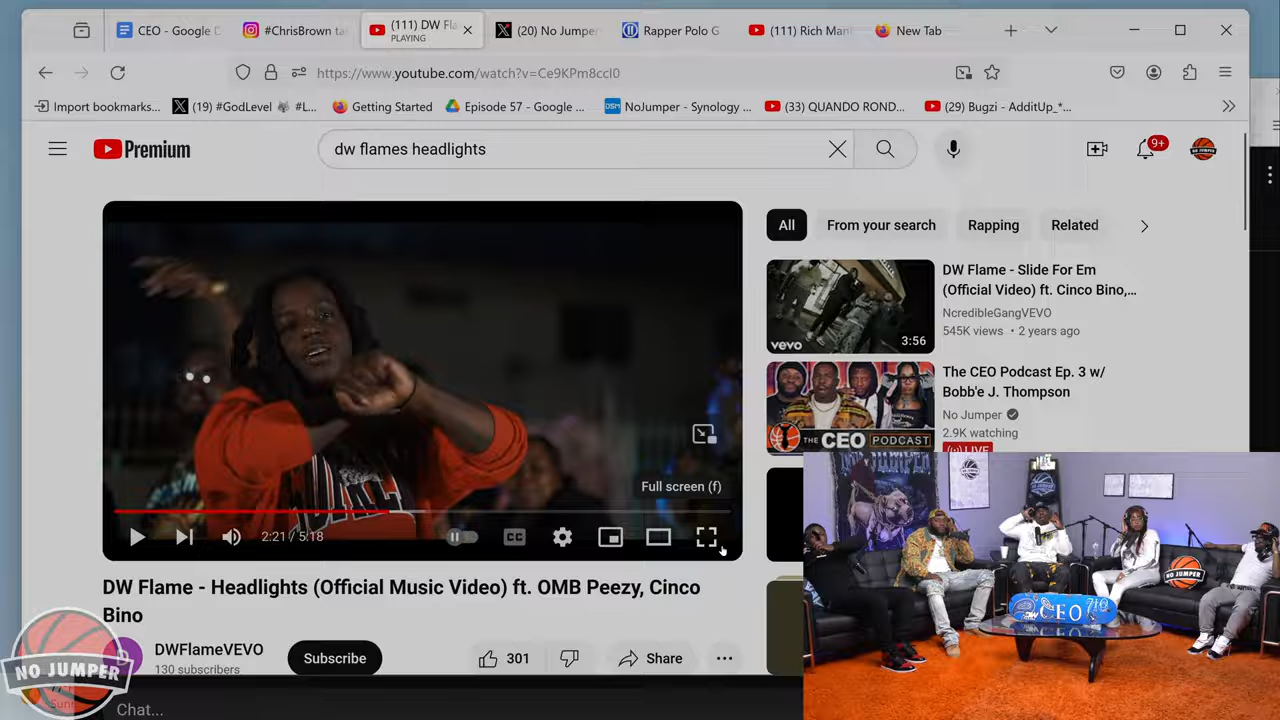 CEO - Google D
#ChrisBrown ta
(111) DW Fla
PLAYING
(20) No Jumper
Rapper Polo G
(111) Rich Man
New Tab
https://www.youtube.com/watch?v=Ce9KPm8ccI0
Import bookmarks...
(19) #GodLevel #L...
Getting Started
Episode 57 - Google ...
DSM
NoJumper - Synology ...
(33) QUANDO ROND...
(29) Bugzi - AdditUp_*...
Premium
dw flames headlights
9+
NO JUMPER
All
From your search
Rapping
Related
DW Flame - Slide For Em
(Official Video) ft. Cinco Bino,...
NcredibleGangVEVO
545K views • 2 years ago
vevo
3:56
The CEO Podcast Ep. 3 w/
Bobb'e J. Thompson
No Jumper
2.9K watching
LIVE
THE CEO PODCAST
Full screen (f)
2:21 / 5:18
CC
DW Flame - Headlights (Official Music Video) ft. OMB Peezy, Cinco
Bino
DWFlameVEVO
130 subscribers
Subscribe
301
Share
...
NO JUMPER
Chat...
NO JUMPER
CEO